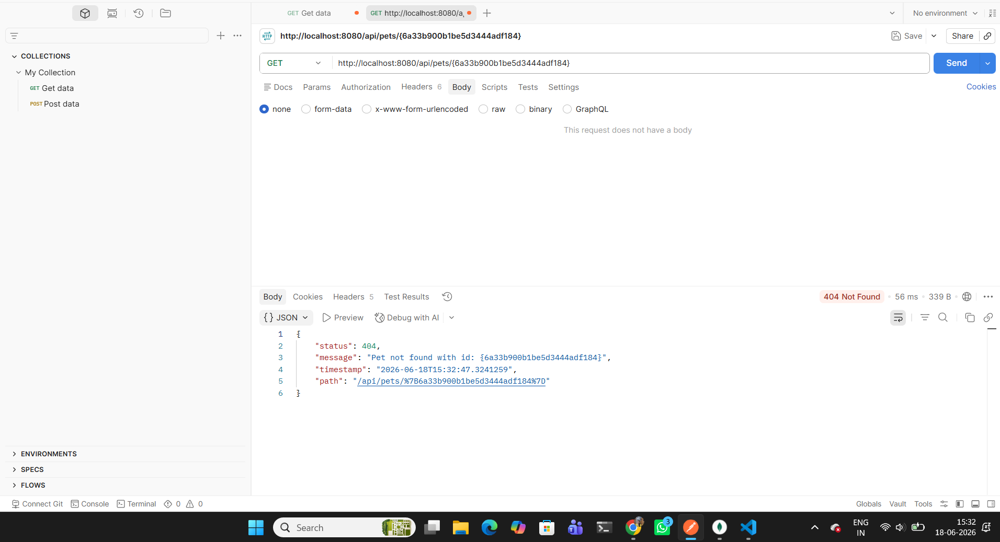 GET Get data
GET http://localhost:8080/a
No environment
HTTP http://localhost:8080/api/pets/{6a33b900b1be5d3444adf184}
Save
Share
COLLECTIONS
My Collection
GET Get data
POST Post data
GET
http://localhost:8080/api/pets/{6a33b900b1be5d3444adf184}
Send
Docs Params Authorization Headers 6 Body Scripts Tests Settings
Cookies
none form-data x-www-form-urlencoded raw binary GraphQL
This request does not have a body
Body Cookies Headers 5 Test Results
404 Not Found • 56 ms • 339 B •
{} JSON Preview Debug with AI
1 {
2 "status": 404,
3 "message": "Pet not found with id: {6a33b900b1be5d3444adf184}",
4 "timestamp": "2026-06-18T15:32:47.3241259",
5 "path": "/api/pets/%7B6a33b900b1be5d3444adf184%7D"
6 }
ENVIRONMENTS
SPECS
FLOWS
Connect Git Console Terminal 0 0
Globals Vault Tools
Search
3
ENG
IN
15:32
18-06-2026